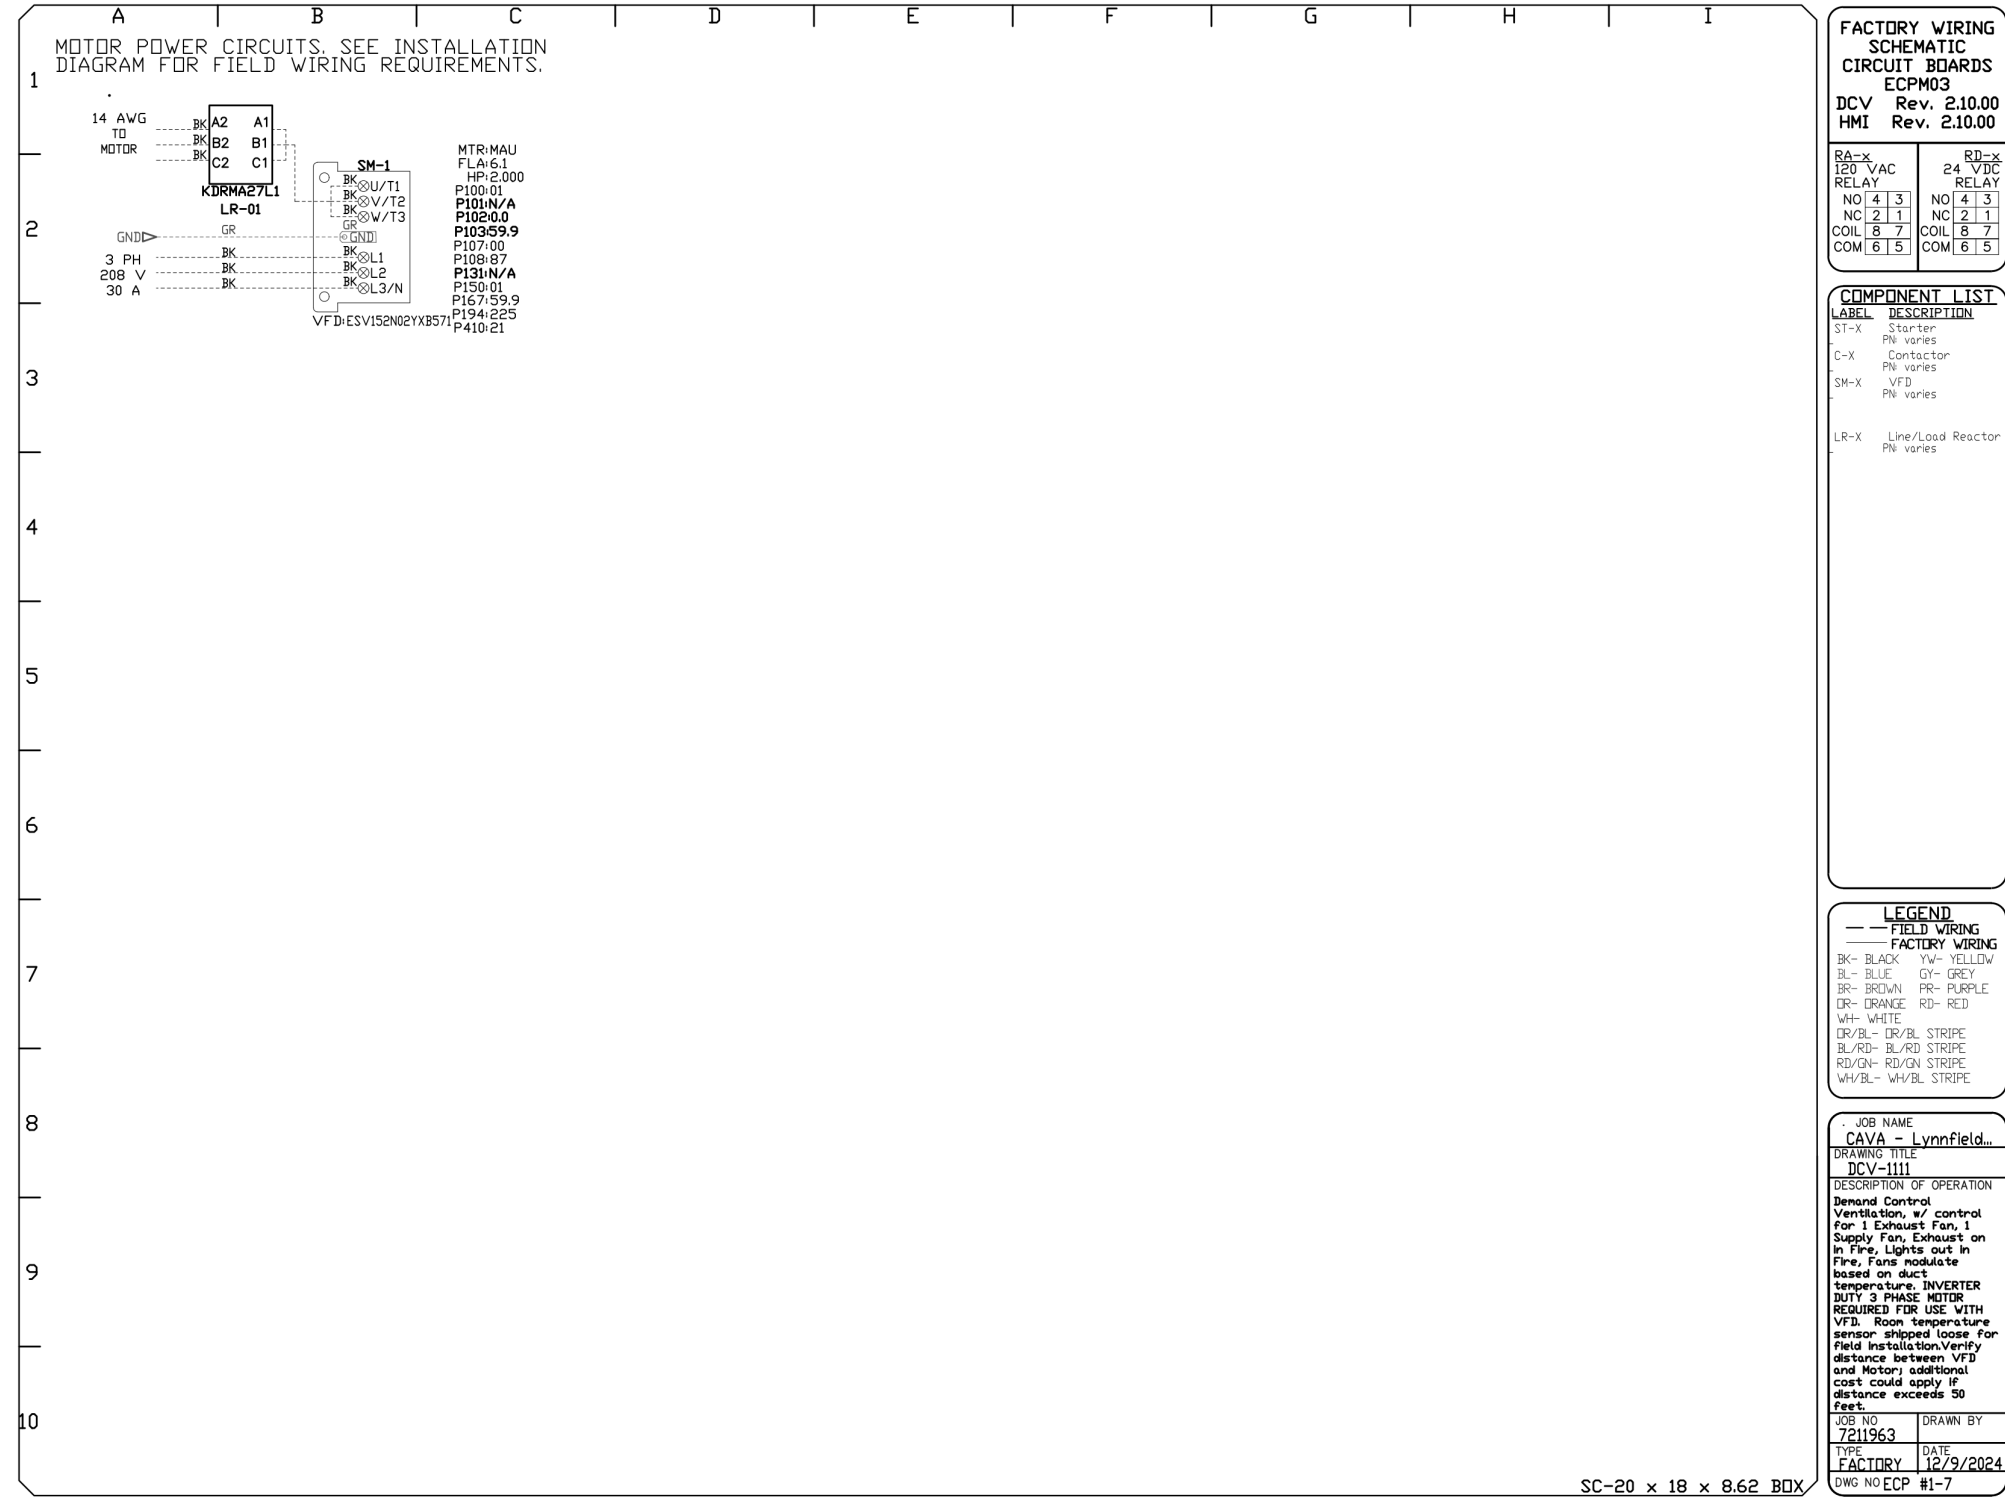 A B C D E F G H I
MOTOR POWER CIRCUITS. SEE INSTALLATION
DIAGRAM FOR FIELD WIRING REQUIREMENTS.
1
2
3
4
5
6
7
8
9
10
14 AWG
TO
MOTOR
BK
BK
BK
A2 A1
B2 B1
C2 C1
KDRMA27L1
LR-01
GND
GR
3 PH
208 V
30 A
BK
BK
BK
SM-1
BK U/T1
BK V/T2
BK W/T3
GR GND
BK L1
BK L2
BK L3/N
VFD:ESV152N02YXB571
MTR:MAU
FLA:6.1
HP:2.000
P100:01
P101:N/A
P102:0.0
P103:59.9
P107:00
P108:87
P131:N/A
P150:01
P167:59.9
P194:225
P410:21
SC-20 x 18 x 8.62 BOX
FACTORY WIRING
SCHEMATIC
CIRCUIT BOARDS
ECPM03
DCV Rev. 2.10.00
HMI Rev. 2.10.00
RA-x
120 VAC
RELAY
NO 4 3
NC 2 1
COIL 8 7
COM 6 5
RD-x
24 VDC
RELAY
NO 4 3
NC 2 1
COIL 8 7
COM 6 5
COMPONENT LIST
LABEL DESCRIPTION
ST-X Starter
PN: varies
C-X Contactor
PN: varies
SM-X VFD
PN: varies
LR-X Line/Load Reactor
PN: varies
LEGEND
FIELD WIRING
FACTORY WIRING
BK- BLACK YW- YELLOW
BL- BLUE GY- GREY
BR- BROWN PR- PURPLE
OR- ORANGE RD- RED
WH- WHITE
OR/BL- OR/BL STRIPE
BL/RD- BL/RD STRIPE
RD/GN- RD/GN STRIPE
WH/BL- WH/BL STRIPE
JOB NAME
CAVA - Lynnfield...
DRAWING TITLE
DCV-1111
DESCRIPTION OF OPERATION
Demand Control
Ventilation, w/ control
for 1 Exhaust Fan, 1
Supply Fan, Exhaust on
in Fire, Lights out in
Fire, Fans modulate
based on duct
temperature. INVERTER
DUTY 3 PHASE MOTOR
REQUIRED FOR USE WITH
VFD. Room temperature
sensor shipped loose for
field installation.Verify
distance between VFD
and Motor; additional
cost could apply if
distance exceeds 50
feet.
JOB NO
7211963
DRAWN BY
TYPE
FACTORY
DATE
12/9/2024
DWG NO ECP #1-7